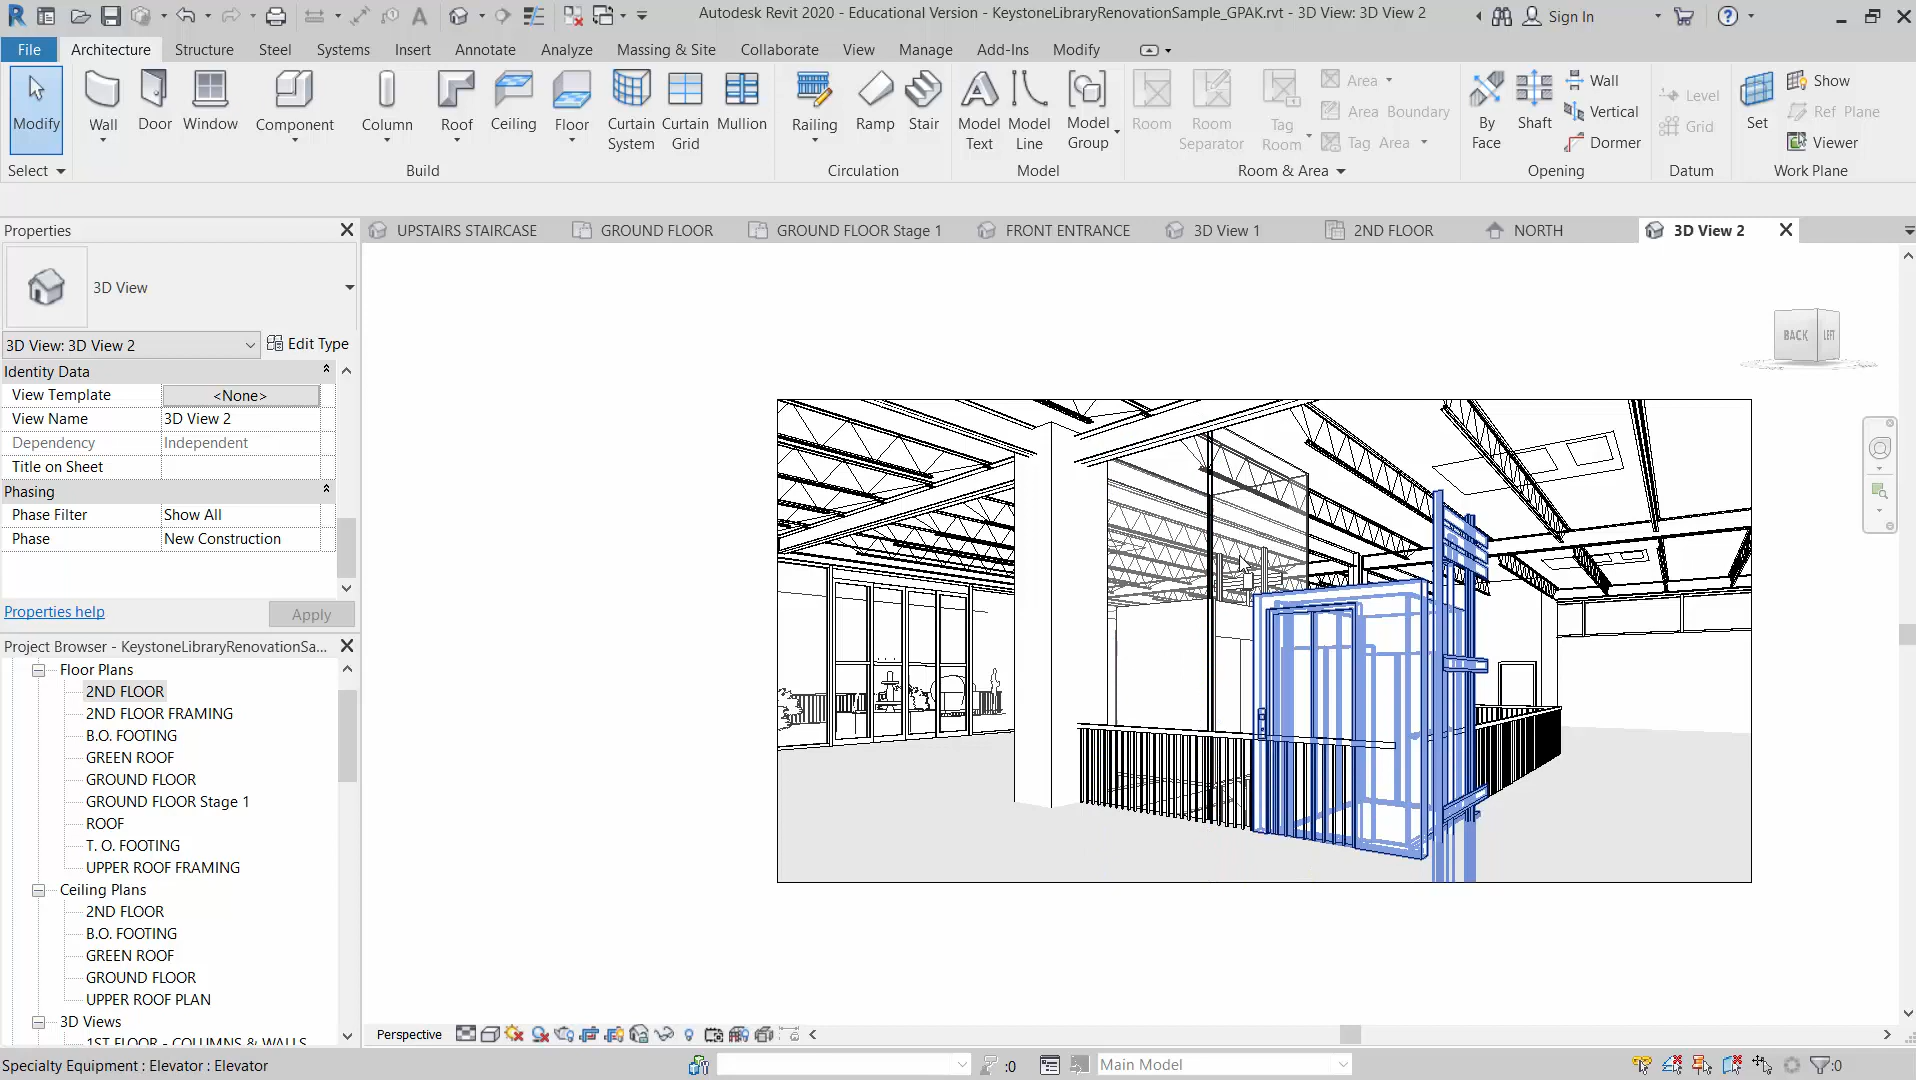 Autodesk Revit 2020 - Educational Version - KeystoneLibraryRenovationSample_GPAK.rvt - 3D View: 3D View 2
Sign In
File Architecture Structure Steel Systems Insert Annotate Analyze Massing & Site Collaborate View Manage Add-Ins Modify
Modify
Wall
Door
Window
Component
Column
Roof
Ceiling
Floor
Curtain System
Curtain Grid
Mullion
Railing
Ramp
Stair
Model Text
Model Line
Model Group
Room
Room Separator
Tag Room
Area
Area Boundary
Tag Area
By Face
Shaft
Wall
Vertical
Dormer
Level
Grid
Set
Show
Ref Plane
Viewer
Select Build Circulation Model Room & Area Opening Datum Work Plane
Properties
UPSTAIRS STAIRCASE GROUND FLOOR GROUND FLOOR Stage 1 FRONT ENTRANCE 3D View 1 2ND FLOOR NORTH 3D View 2
3D View
3D View: 3D View 2 Edit Type
Identity Data
View Template <None>
View Name 3D View 2
Dependency Independent
Title on Sheet
Phasing
Phase Filter Show All
Phase New Construction
Properties help Apply
BACK LEFT
Project Browser - KeystoneLibraryRenovationSa...
Floor Plans
2ND FLOOR
2ND FLOOR FRAMING
B.O. FOOTING
GREEN ROOF
GROUND FLOOR
GROUND FLOOR Stage 1
ROOF
T. O. FOOTING
UPPER ROOF FRAMING
Ceiling Plans
2ND FLOOR
B.O. FOOTING
GREEN ROOF
GROUND FLOOR
UPPER ROOF PLAN
3D Views
1ST FLOOR - COLUMNS & WALLS
Perspective
Specialty Equipment : Elevator : Elevator
:0
Main Model
:0